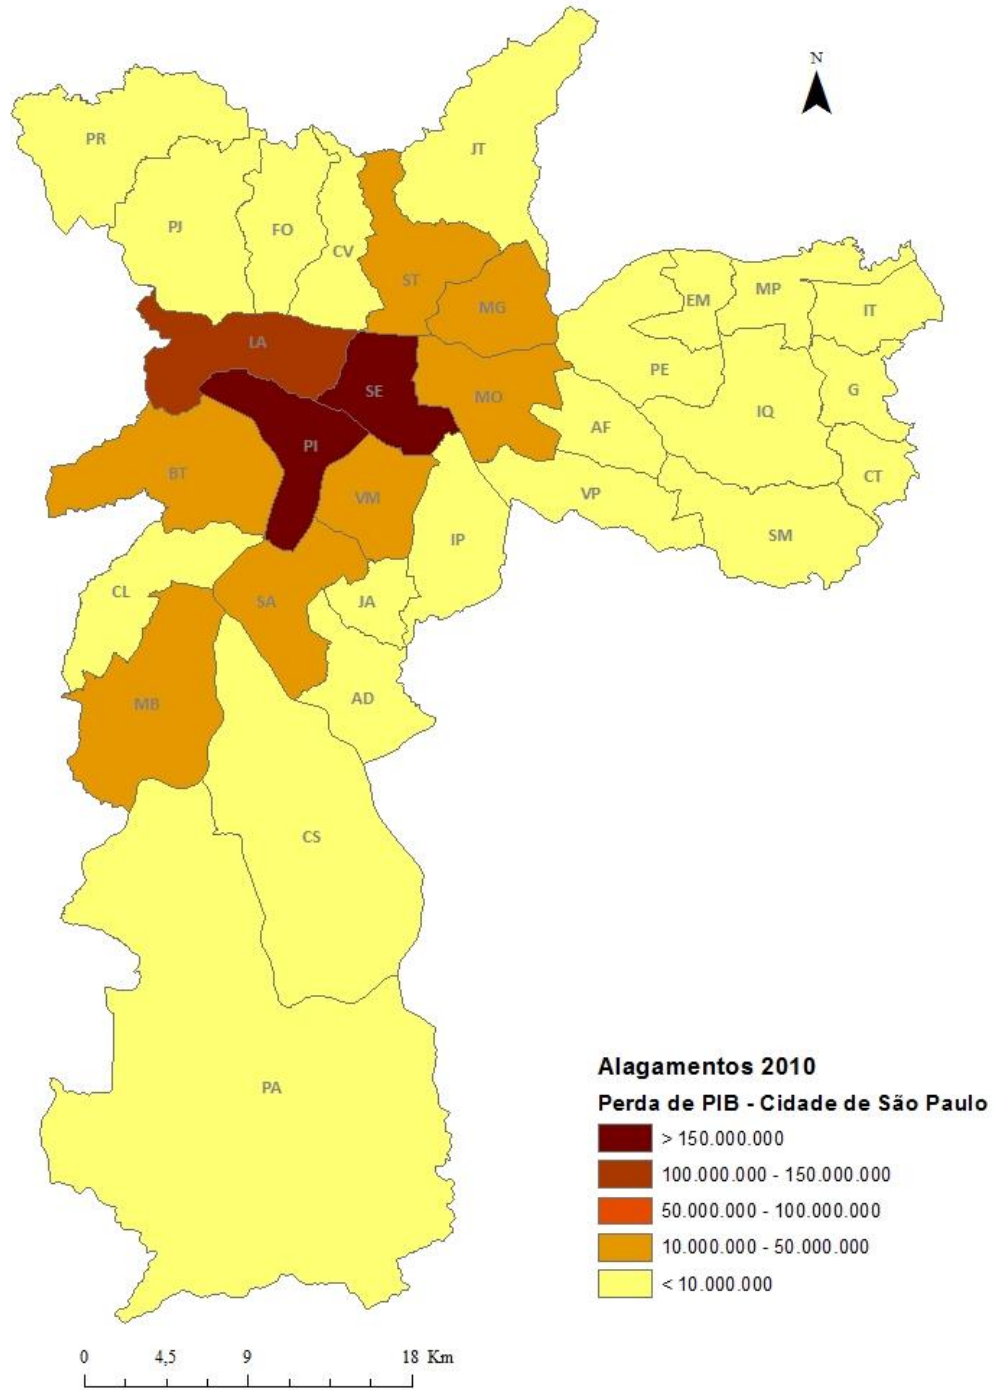 N
PR
JT
PJ
FO
CV
ST
MG
EM
MP
IT
LA
PE
SE
MO
G
IQ
AF
PI
BT
VM
VP
CT
IP
SM
CL
SA
JA
MB
AD
CS
PA
Alagamentos 2010
Perda de PIB - Cidade de São Paulo
> 150.000.000
100.000.000 - 150.000.000
50.000.000 - 100.000.000
10.000.000 - 50.000.000
< 10.000.000
0 4,5 9 18 Km